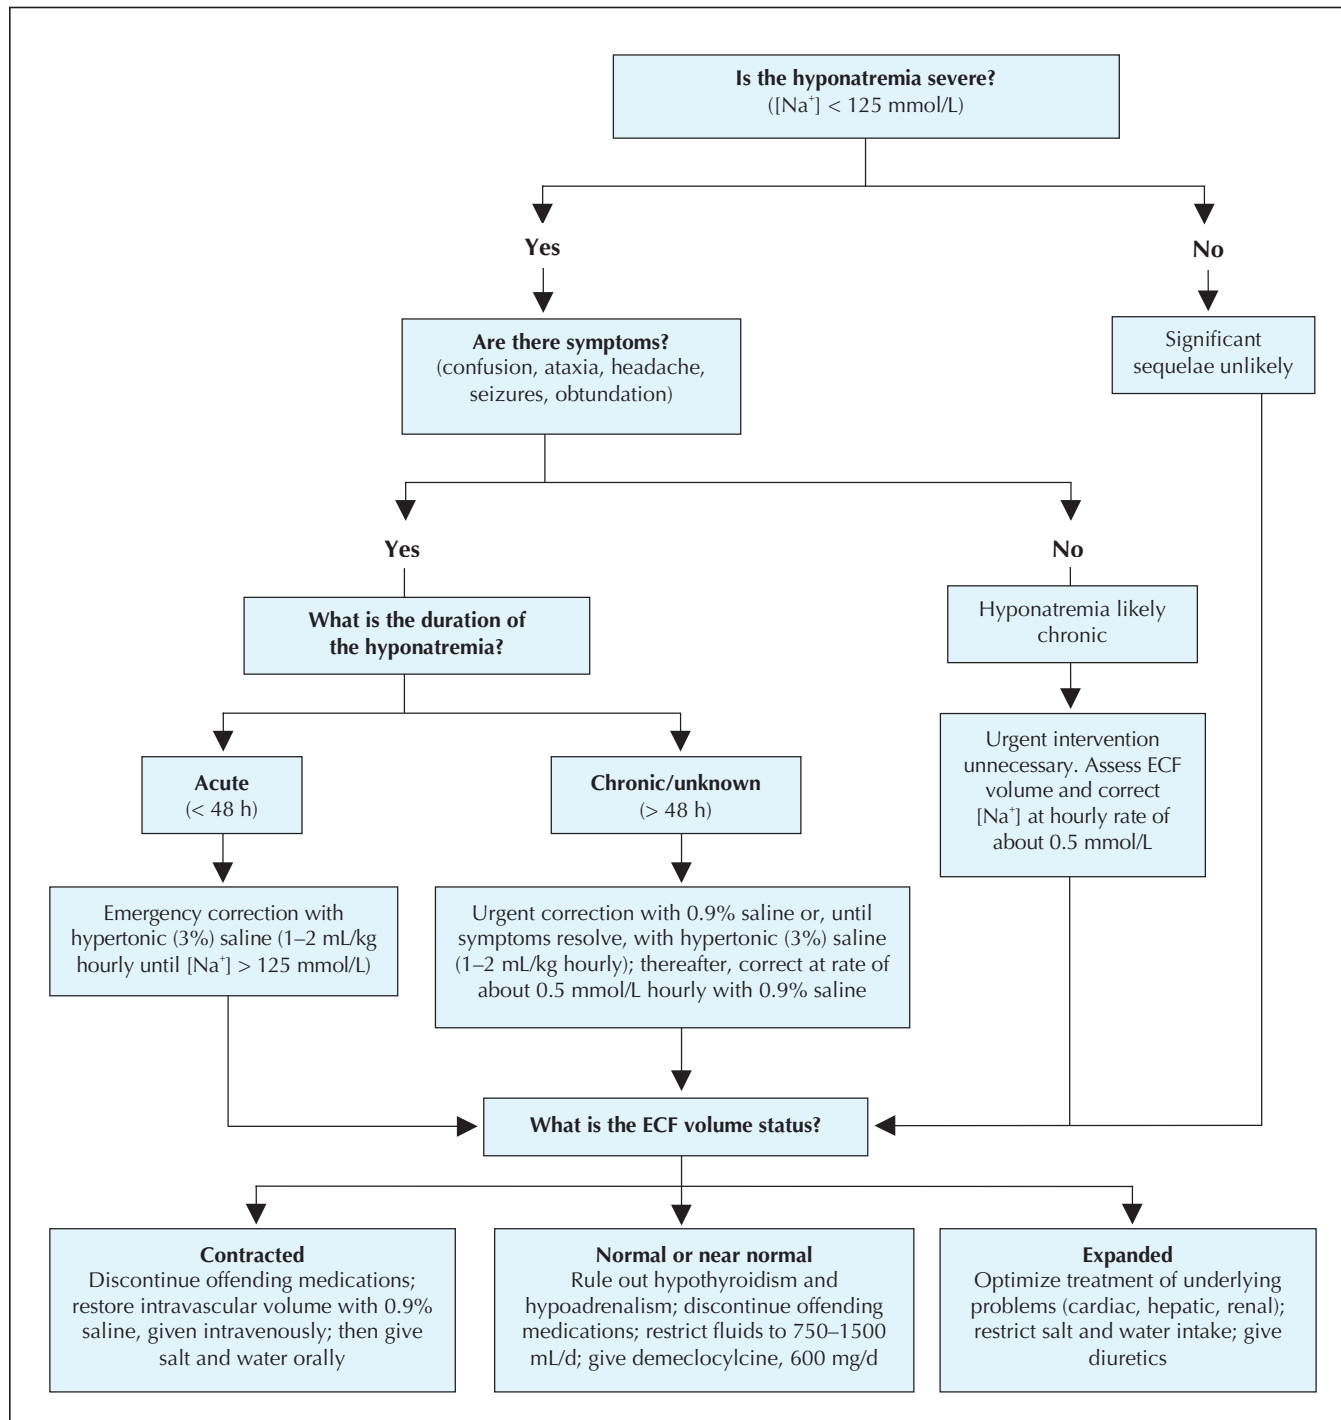 Is the hyponatremia severe?
([Na⁺] < 125 mmol/L)
Yes
No
Are there symptoms?
(confusion, ataxia, headache,
seizures, obtundation)
Significant
sequelae unlikely
Yes
No
What is the duration of
the hyponatremia?
Hyponatremia likely
chronic
Acute
(< 48 h)
Chronic/unknown
(> 48 h)
Urgent intervention
unnecessary. Assess ECF
volume and correct
[Na⁺] at hourly rate of
about 0.5 mmol/L
Emergency correction with
hypertonic (3%) saline (1–2 mL/kg
hourly until [Na⁺] > 125 mmol/L)
Urgent correction with 0.9% saline or, until
symptoms resolve, with hypertonic (3%) saline
(1–2 mL/kg hourly); thereafter, correct at rate of
about 0.5 mmol/L hourly with 0.9% saline
What is the ECF volume status?
Contracted
Discontinue offending medications;
restore intravascular volume with 0.9%
saline, given intravenously; then give
salt and water orally
Normal or near normal
Rule out hypothyroidism and
hypoadrenalism; discontinue offending
medications; restrict fluids to 750–1500
mL/d; give demeclocylcine, 600 mg/d
Expanded
Optimize treatment of underlying
problems (cardiac, hepatic, renal);
restrict salt and water intake; give
diuretics